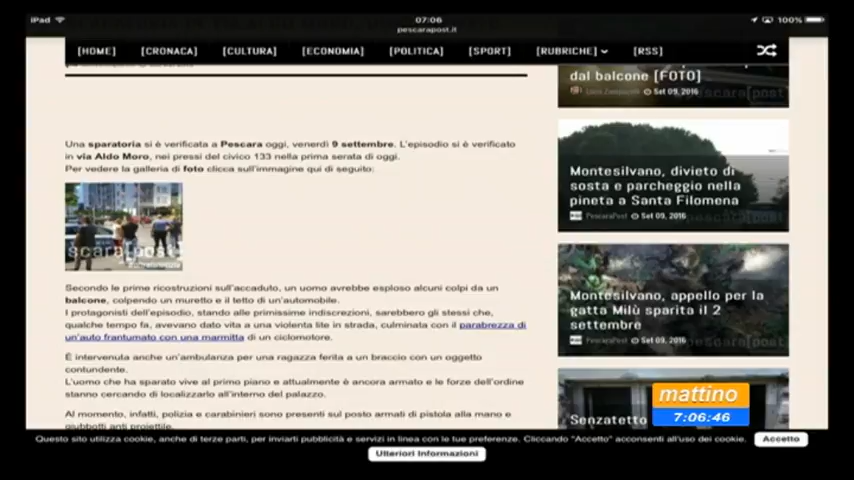 iPad
07:06
100%
pescarapost.it
[HOME] [CRONACA] [CULTURA] [ECONOMIA] [POLITICA] [SPORT] [RUBRICHE] [RSS]
Una sparatoria si è verificata a Pescara oggi, venerdì 9 settembre. L'episodio si è verificato
in via Aldo Moro, nei pressi del civico 133 nella prima serata di oggi.
Per vedere la galleria di foto clicca sull'immagine qui di seguito:
scara[post]
Secondo le prime ricostruzioni sull'accaduto, un uomo avrebbe esploso alcuni colpi da un
balcone, colpendo un muretto e il tetto di un'automobile.
I protagonisti dell'episodio, stando alle primissime indiscrezioni, sarebbero gli stessi che,
qualche tempo fa, avevano dato vita a una violenta lite in strada, culminata con il parabrezza di
un'auto frantumato con una marmitta di un ciclomotore.
È intervenuta anche un'ambulanza per una ragazza ferita a un braccio con un oggetto
contundente.
L'uomo che ha sparato vive al primo piano e attualmente è ancora armato e le forze dell'ordine
stanno cercando di localizzarlo all'interno del palazzo.
Al momento, infatti, polizia e carabinieri sono presenti sul posto armati di pistola alla mano e
giubbotti anti proiettile.
dal balcone [FOTO]
Set 09, 2016
Montesilvano, divieto di
sosta e parcheggio nella
pineta a Santa Filomena
PescaraPost Set 09, 2016
Montesilvano, appello per la
gatta Milù sparita il 2
settembre
PescaraPost Set 09, 2016
Senzatetto
mattino
7:06:46
Questo sito utilizza cookie, anche di terze parti, per inviarti pubblicità e servizi in linea con le tue preferenze. Cliccando "Accetto" acconsenti all'uso dei cookie. Accetto
Ulteriori Informazioni